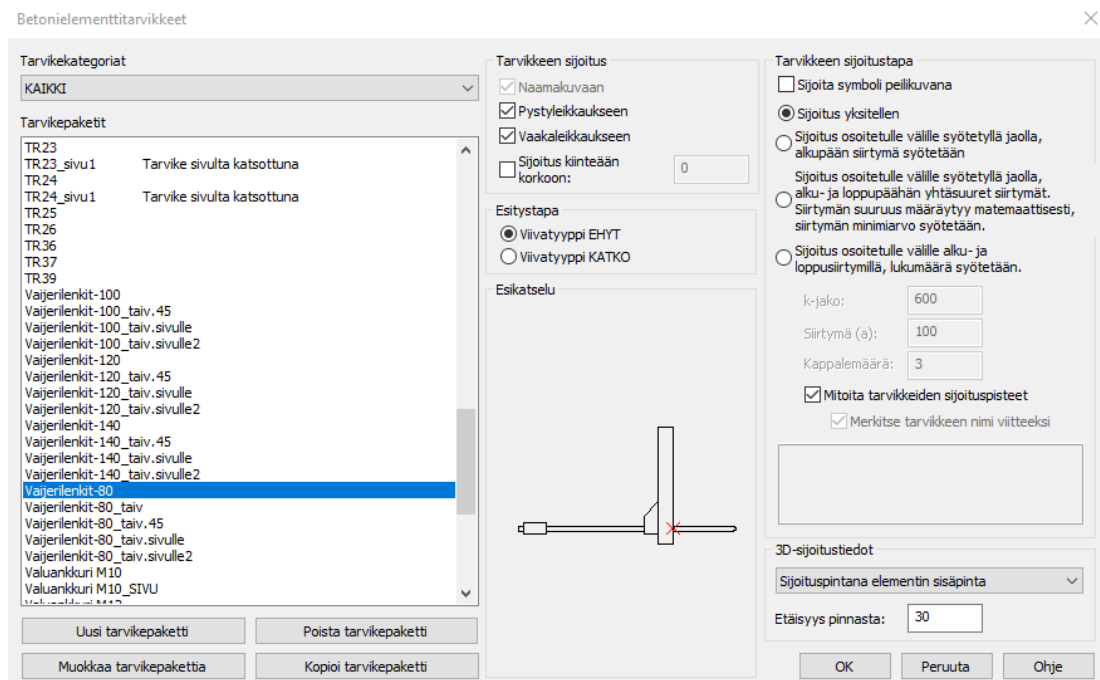 Betonielementtitarvikkeet
Tarvikekategoriat
KAIKKI
Tarvikepaketit
TR23
TR23_sivu1 Tarvike sivulta katsottuna
TR24
TR24_sivu1 Tarvike sivulta katsottuna
TR25
TR26
TR36
TR37
TR39
Vaijerilenkit-100
Vaijerilenkit-100_taiv.45
Vaijerilenkit-100_taiv.sivulle
Vaijerilenkit-100_taiv.sivulle2
Vaijerilenkit-120
Vaijerilenkit-120_taiv.45
Vaijerilenkit-120_taiv.sivulle
Vaijerilenkit-120_taiv.sivulle2
Vaijerilenkit-140
Vaijerilenkit-140_taiv.45
Vaijerilenkit-140_taiv.sivulle
Vaijerilenkit-140_taiv.sivulle2
Vaijerilenkit-80
Vaijerilenkit-80_taiv
Vaijerilenkit-80_taiv.45
Vaijerilenkit-80_taiv.sivulle
Vaijerilenkit-80_taiv.sivulle2
Valuankkuri M10
Valuankkuri M10_SIVU
Uusi tarvikepaketti
Poista tarvikepaketti
Muokkaa tarvikepakettia
Kopioi tarvikepaketti
Tarvikkeen sijoitus
Naamakuvaan
Pystyleikkaukseen
Vaakaleikkaukseen
Sijoitus kiinteään
korkoon:
0
Esitystapa
Viivatyyppi EHYT
Viivatyyppi KATKO
Esikatselu
Tarvikkeen sijoitustapa
Sijoita symboli peilikuvana
Sijoitus yksitellen
Sijoitus osoitetulle välille syötetyllä jaolla,
alkupään siirtymä syötetään
Sijoitus osoitetulle välille syötetyllä jaolla,
alku- ja loppupäähän yhtäsuuret siirtymät.
Siirtymän suuruus määräytyy matemaattisesti,
siirtymän minimiarvo syötetään.
Sijoitus osoitetulle välille alku- ja
loppusiirtymillä, lukumäärä syötetään.
k-jako:
600
Siirtymä (a):
100
Kappalemäärä:
3
Mitoita tarvikkeiden sijoituspisteet
Merkitse tarvikkeen nimi viitteeksi
3D-sijoitustiedot
Sijoituspintana elementin sisäpinta
Etäisyys pinnasta:
30
OK
Peruuta
Ohje